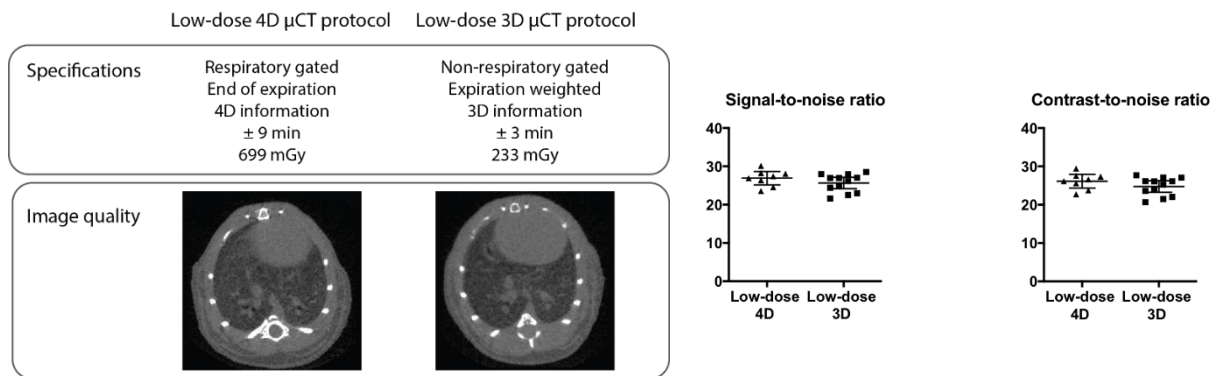 Low-dose 4D μCT protocol
Low-dose 3D μCT protocol
Specifications
Respiratory gated
End of expiration
4D information
± 9 min
699 mGy
Non-respiratory gated
Expiration weighted
3D information
± 3 min
233 mGy
Image quality
Signal-to-noise ratio
40
30
20
10
0
Low-dose
4D
Low-dose
3D
Contrast-to-noise ratio
40
30
20
10
0
Low-dose
4D
Low-dose
3D